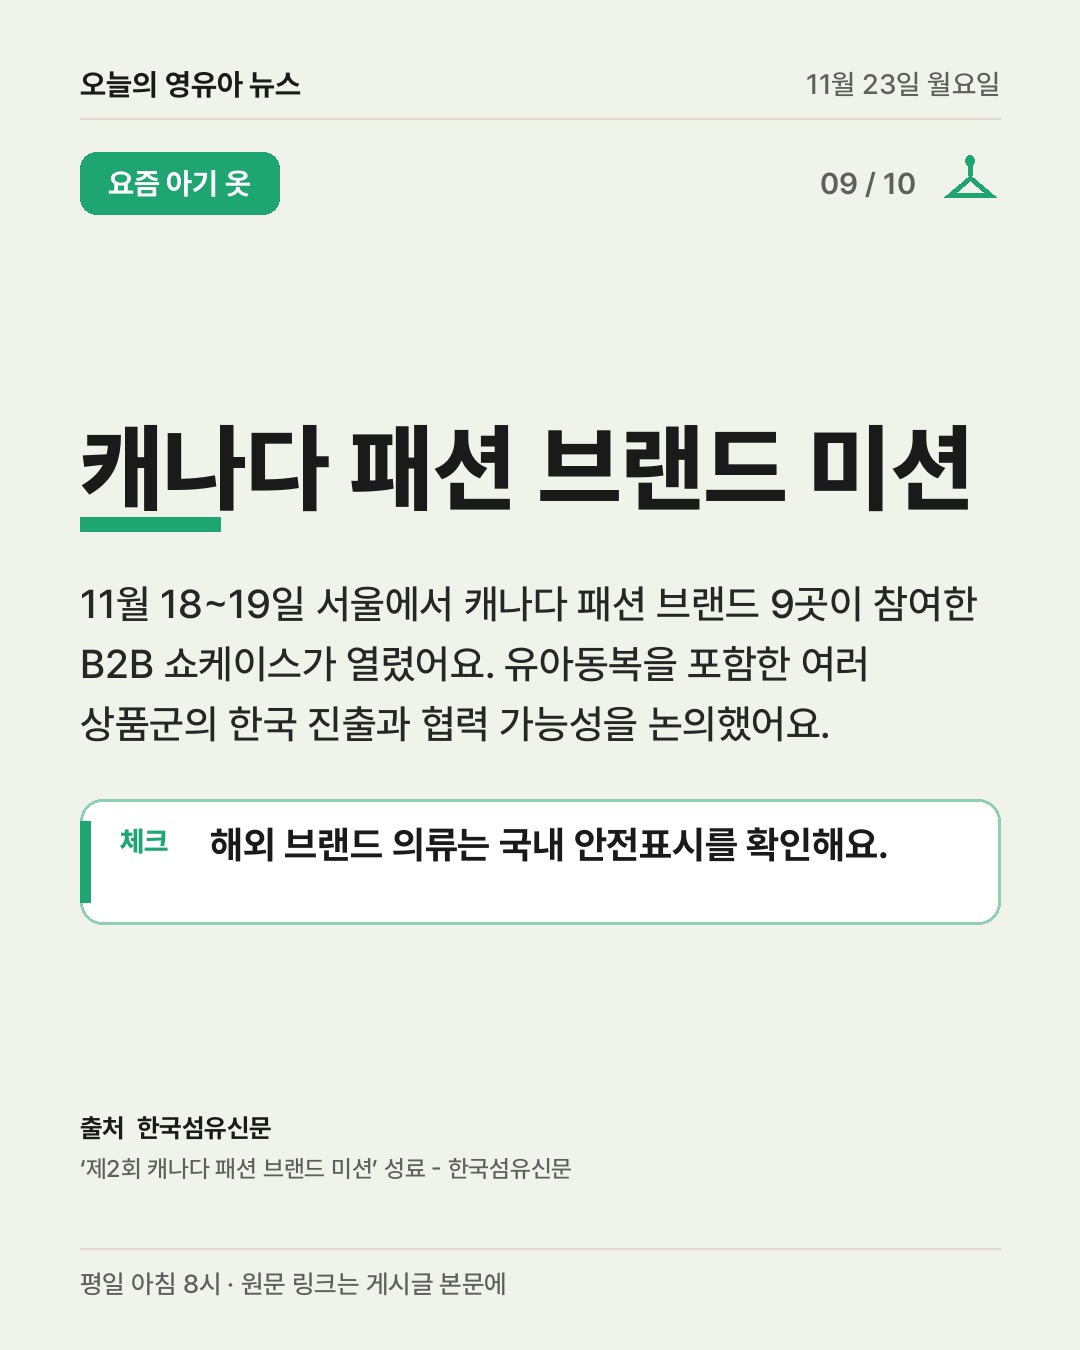 오늘의 영유아 뉴스
11월 23일 월요일
요즘 아기 옷
09 / 10
캐나다 패션 브랜드 미션
11월 18~19일 서울에서 캐나다 패션 브랜드 9곳이 참여한
B2B 쇼케이스가 열렸어요. 유아동복을 포함한 여러
상품군의 한국 진출과 협력 가능성을 논의했어요.
체크 해외 브랜드 의류는 국내 안전표시를 확인해요.
출처 한국섬유신문
‘제2회 캐나다 패션 브랜드 미션’ 성료 - 한국섬유신문
평일 아침 8시 · 원문 링크는 게시글 본문에